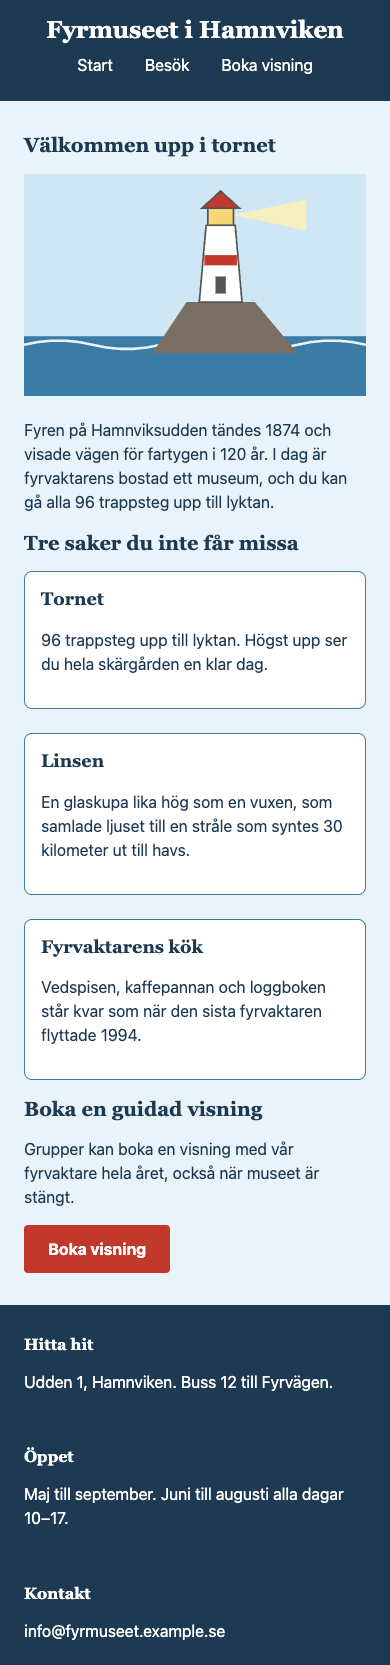 Fyrmuseet i Hamnviken
Start Besök Boka visning
Välkommen upp i tornet
Fyren på Hamnviksudden tändes 1874 och
visade vägen för fartygen i 120 år. I dag är
fyrvaktarens bostad ett museum, och du kan
gå alla 96 trappsteg upp till lyktan.
Tre saker du inte får missa
Tornet
96 trappsteg upp till lyktan. Högst upp ser
du hela skärgården en klar dag.
Linsen
En glaskupa lika hög som en vuxen, som
samlade ljuset till en stråle som syntes 30
kilometer ut till havs.
Fyrvaktarens kök
Vedspisen, kaffepannan och loggboken
står kvar som när den sista fyrvaktaren
flyttade 1994.
Boka en guidad visning
Grupper kan boka en visning med vår
fyrvaktare hela året, också när museet är
stängt.
Boka visning
Hitta hit
Udden 1, Hamnviken. Buss 12 till Fyrvägen.
Öppet
Maj till september. Juni till augusti alla dagar
10–17.
Kontakt
info@fyrmuseet.example.se